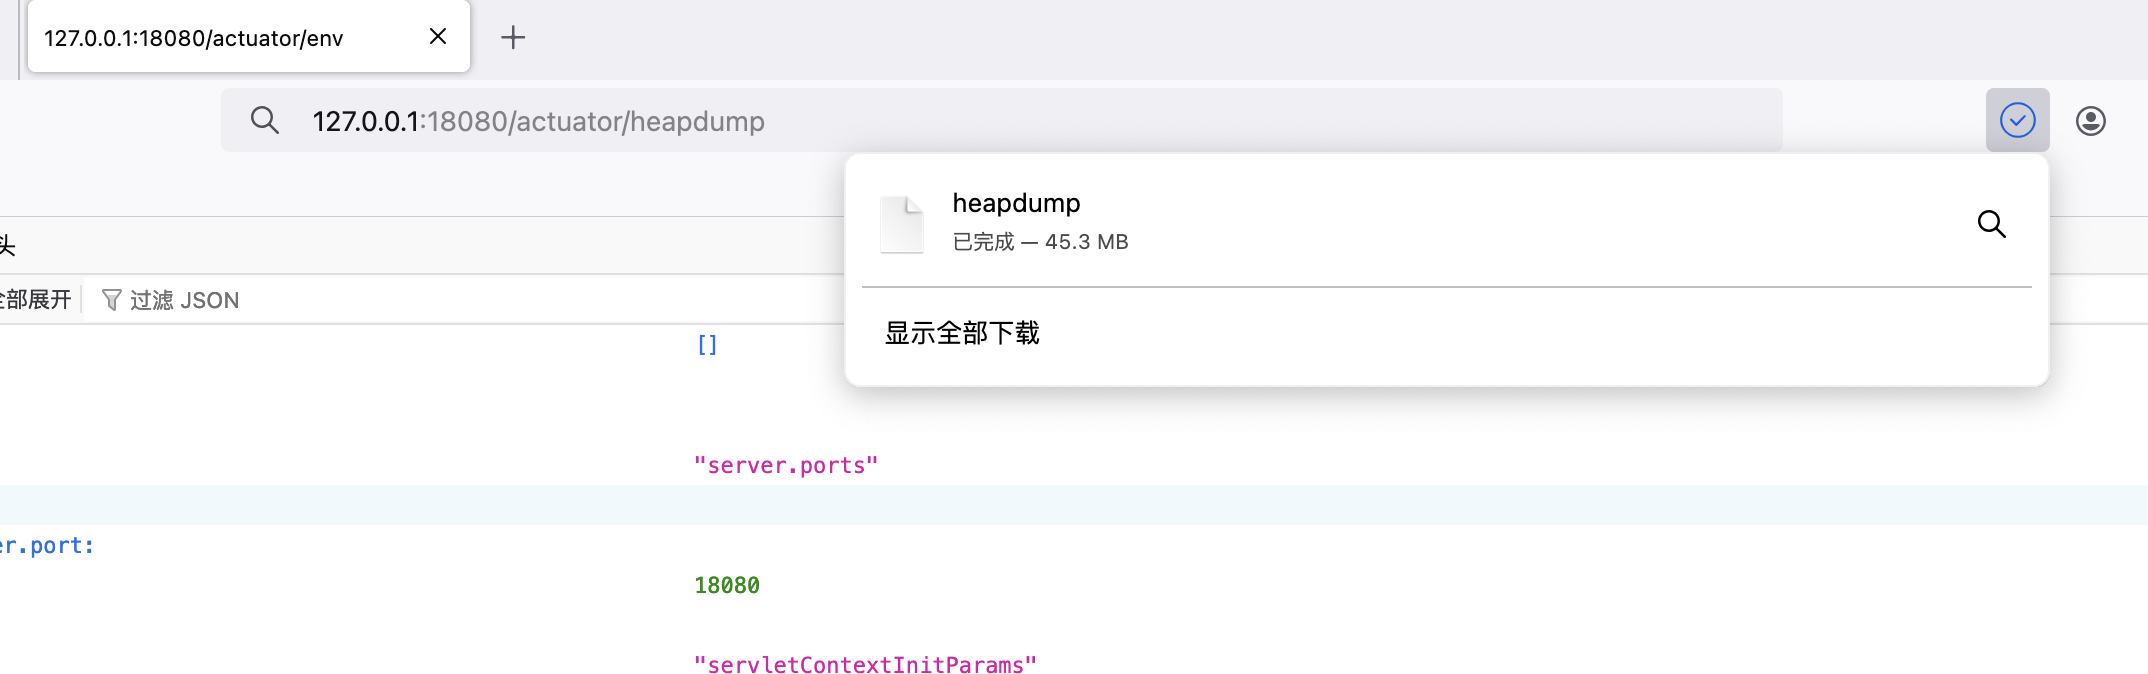 127.0.0.1:18080/actuator/env
127.0.0.1:18080/actuator/heapdump
heapdump
已完成 — 45.3 MB
显示全部下载
头
全部展开 过滤 JSON
[]
"server.ports"
er.port:
18080
"servletContextInitParams"